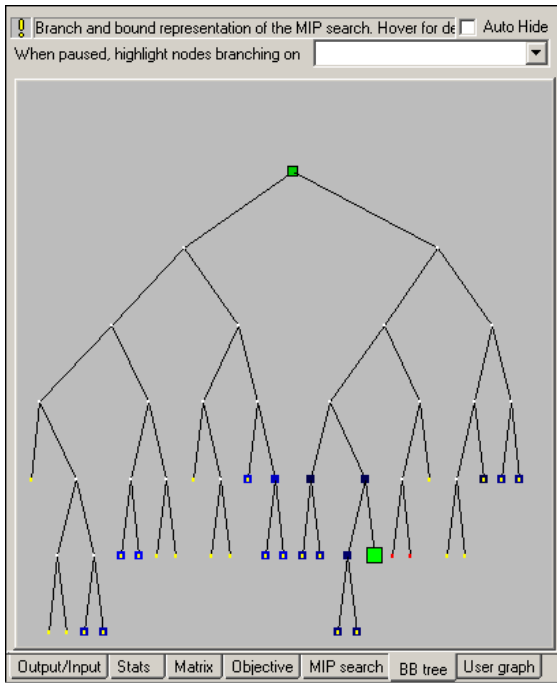 Branch and bound representation of the MIP search. Hover for de Auto Hide
When paused, highlight nodes branching on
Output/Input Stats Matrix Objective MIP search BB tree User graph